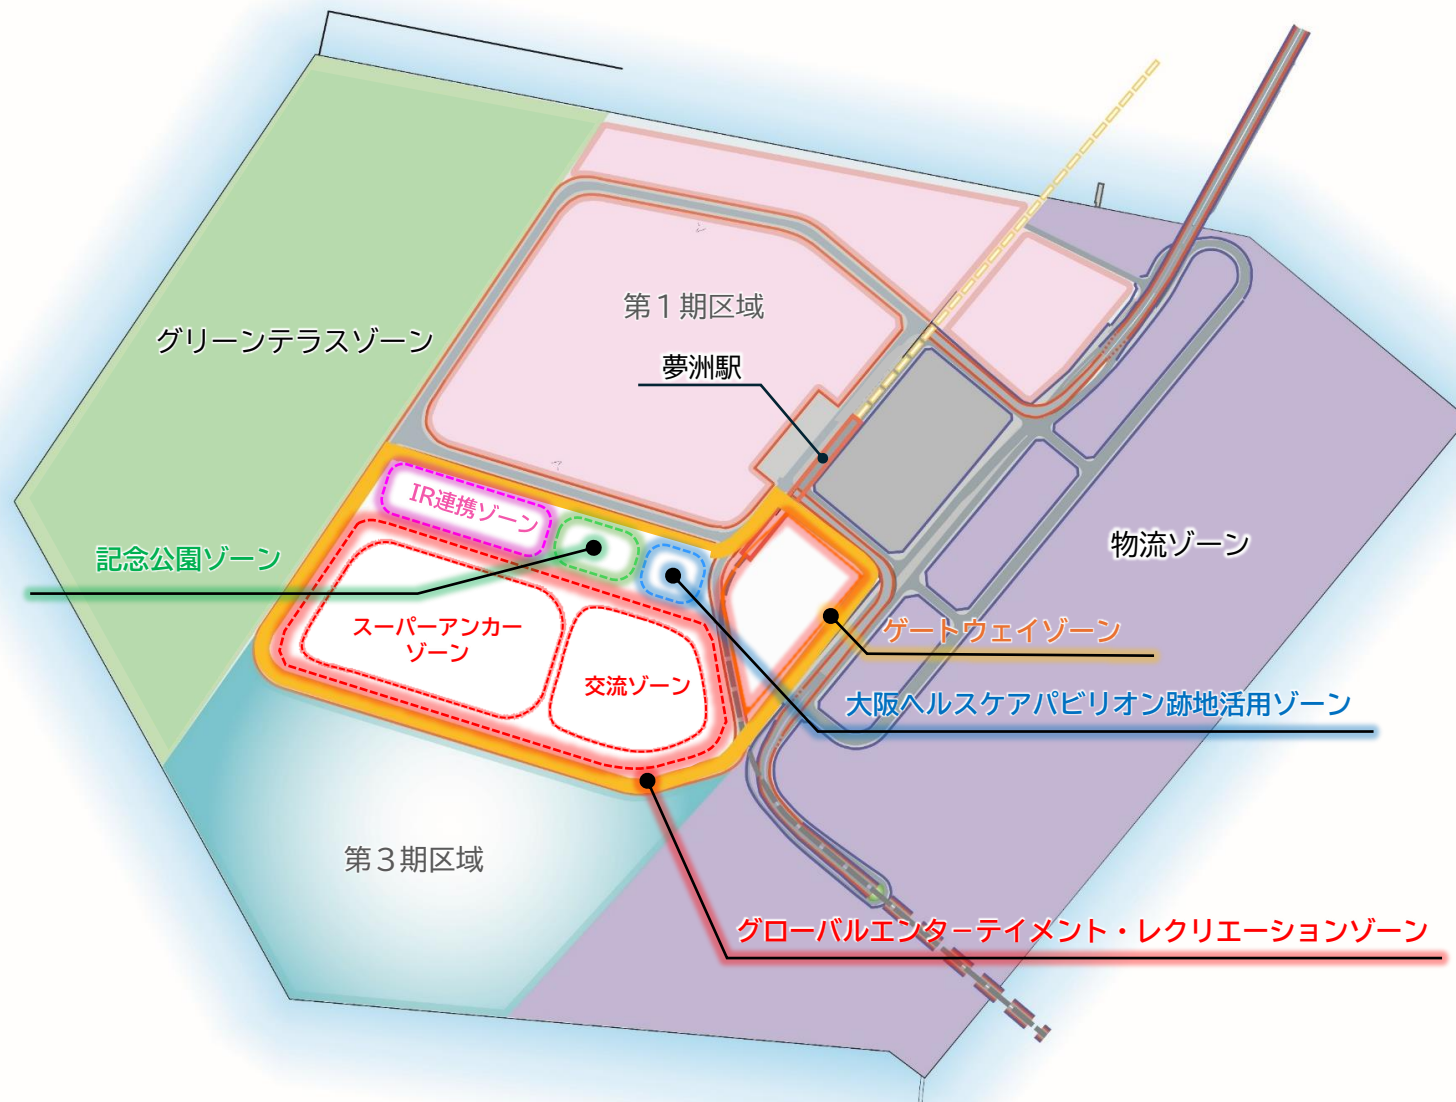 第１期区域
グリーンテラスゾーン
夢洲駅
IR連携ゾーン
記念公園ゾーン
物流ゾーン
スーパーアンカー
ゾーン
ゲートウェイゾーン
交流ゾーン
大阪ヘルスケアパビリオン跡地活用ゾーン
第３期区域
グローバルエンターテイメント・レクリエーションゾーン